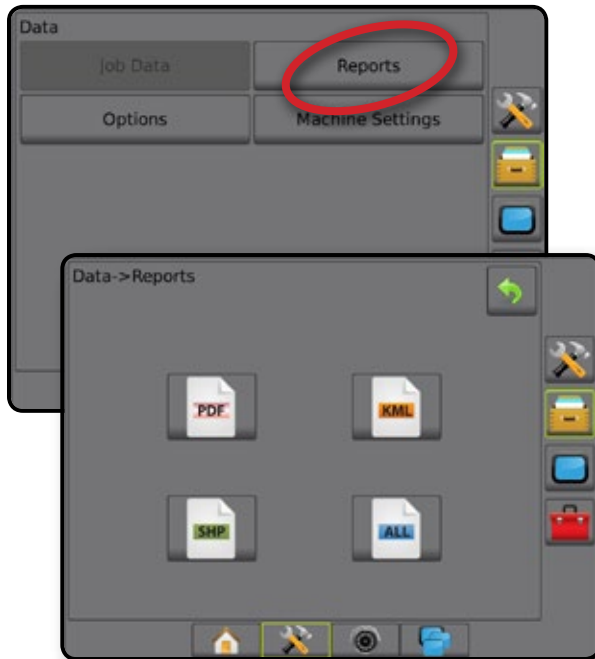 Data
Job Data Reports
Options Machine Settings
Data->Reports
PDF KML
SHP ALL